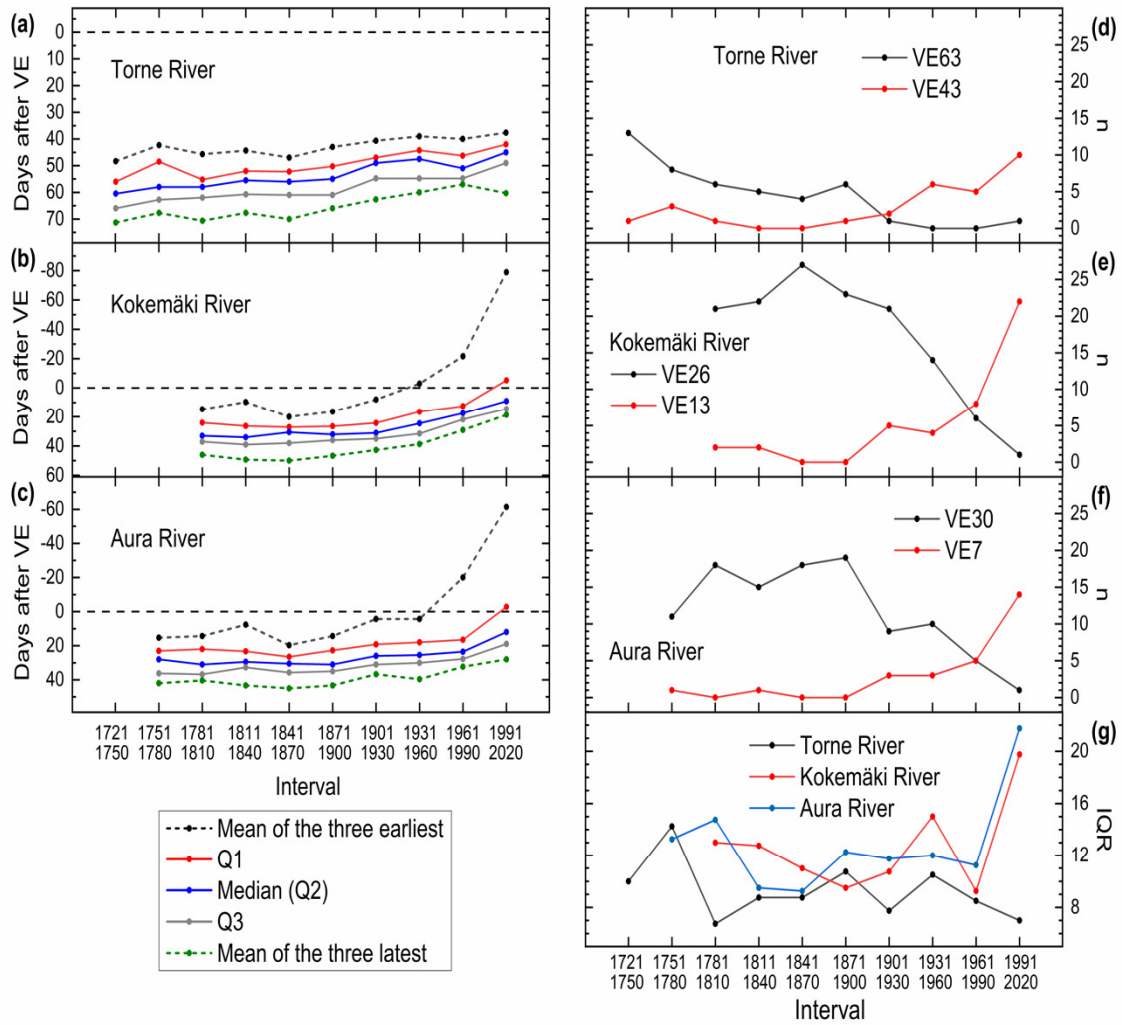 (a)
0
10
20
30
40
50
60
70
Days after VE
Torne River
(b)
-80
-60
-40
-20
0
20
40
60
Days after VE
Kokemäki River
(c)
-60
-40
-20
0
20
40
Days after VE
Aura River
1721 1751 1781 1811 1841 1871 1901 1931 1961 1991
1750 1780 1810 1840 1870 1900 1930 1960 1990 2020
Interval
Mean of the three earliest
Q1
Median (Q2)
Q3
Mean of the three latest
(d)
Torne River
VE63
VE43
25
20
15
10
5
0
n
(e)
Kokemäki River
VE26
VE13
25
20
15
10
5
0
n
(f)
VE30
VE7
Aura River
25
20
15
10
5
0
n
(g)
Torne River
Kokemäki River
Aura River
20
16
12
8
IQR
1721 1751 1781 1811 1841 1871 1901 1931 1961 1991
1750 1780 1810 1840 1870 1900 1930 1960 1990 2020
Interval